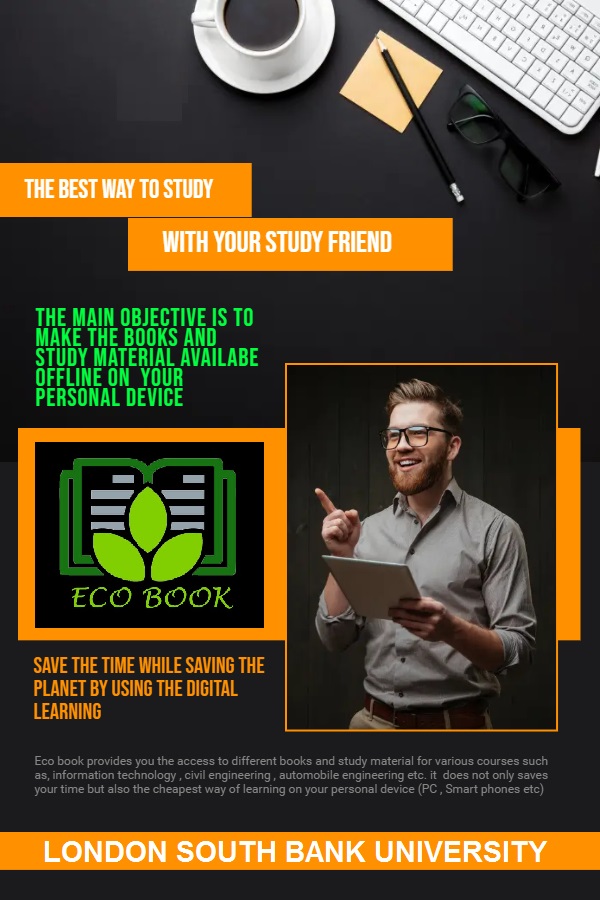 THE BEST WAY TO STUDY
WITH YOUR STUDY FRIEND
THE MAIN OBJECTIVE IS TO
MAKE THE BOOKS AND
STUDY MATERIAL AVAILABE
OFFLINE ON YOUR
PERSONAL DEVICE
ECO BOOK
SAVE THE TIME WHILE SAVING THE
PLANET BY USING THE DIGITAL
LEARNING
Eco book provides you the access to different books and study material for various courses such
as, information technology , civil engineering , automobile engineering etc. it does not only saves
your time but also the cheapest way of learning on your personal device (PC , Smart phones etc)
LONDON SOUTH BANK UNIVERSITY